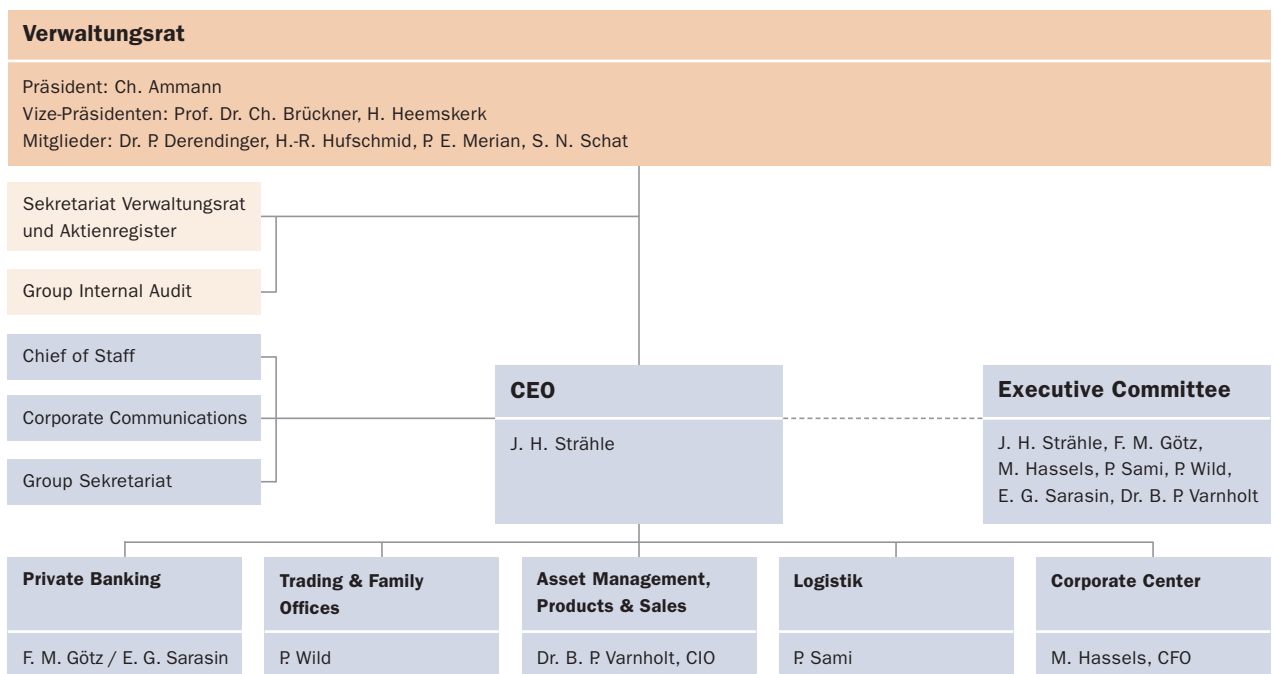 Verwaltungsrat
Präsident: Ch. Ammann
Vize-Präsidenten: Prof. Dr. Ch. Brückner, H. Heemskerk
Mitglieder: Dr. P. Derendinger, H.-R. Hufschmid, P. E. Merian, S. N. Schat
Sekretariat Verwaltungsrat
und Aktienregister
Group Internal Audit
Chief of Staff
Corporate Communications
Group Sekretariat
CEO
J. H. Strähle
Executive Committee
J. H. Strähle, F. M. Götz,
M. Hassels, P. Sami, P. Wild,
E. G. Sarasin, Dr. B. P. Varnholt
Private Banking
F. M. Götz / E. G. Sarasin
Trading & Family
Offices
P. Wild
Asset Management,
Products & Sales
Dr. B. P. Varnholt, CIO
Logistik
P. Sami
Corporate Center
M. Hassels, CFO